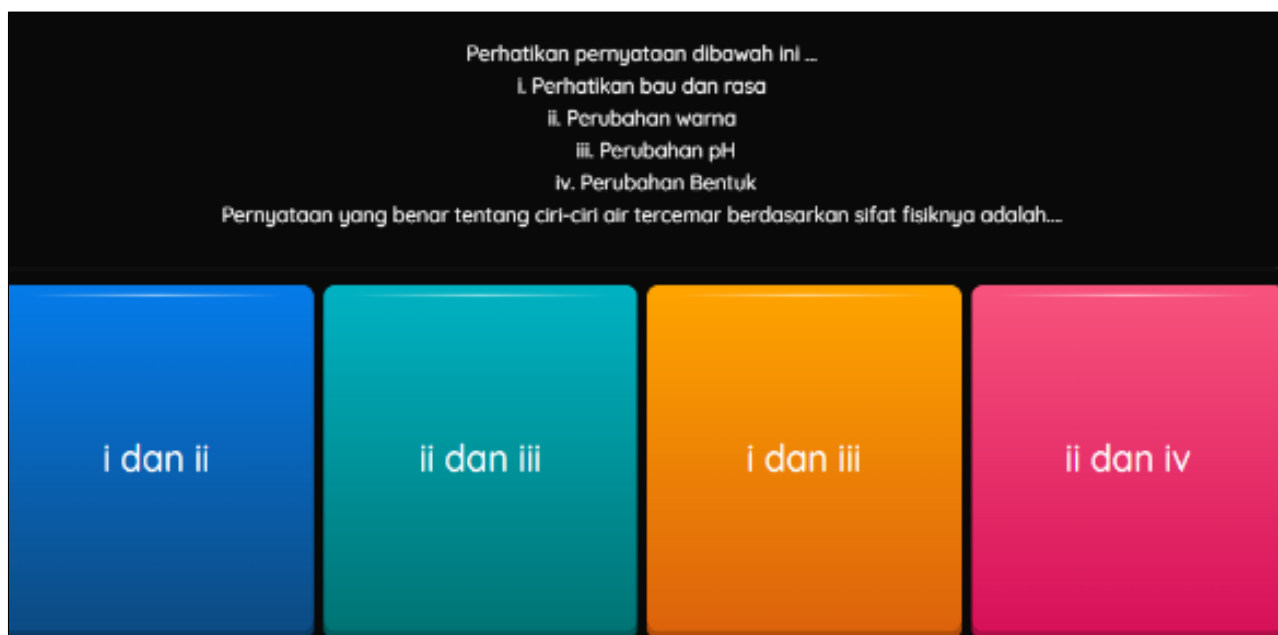 Perhatikan pernyataan dibawah ini ...
i. Perhatikan bau dan rasa
ii. Perubahan warna
iii. Perubahan pH
iv. Perubahan Bentuk
Pernyataan yang benar tentang ciri-ciri air tercemar berdasarkan sifat fisiknya adalah....
i dan ii
ii dan iii
i dan iii
ii dan iv